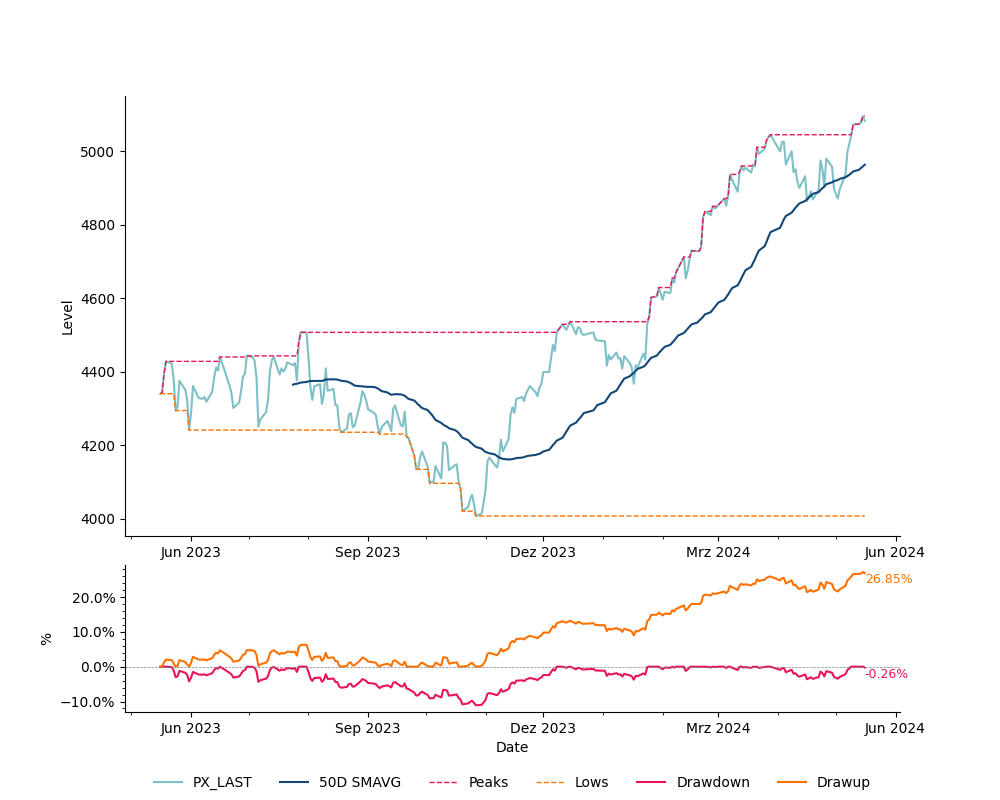 Level
5000
4800
4600
4400
4200
4000
Jun 2023 Sep 2023 Dez 2023 Mrz 2024 Jun 2024
%
20.0%
10.0%
0.0%
−10.0%
26.85%
-0.26%
Jun 2023 Sep 2023 Dez 2023 Mrz 2024 Jun 2024
Date
PX_LAST 50D SMAVG Peaks Lows Drawdown Drawup